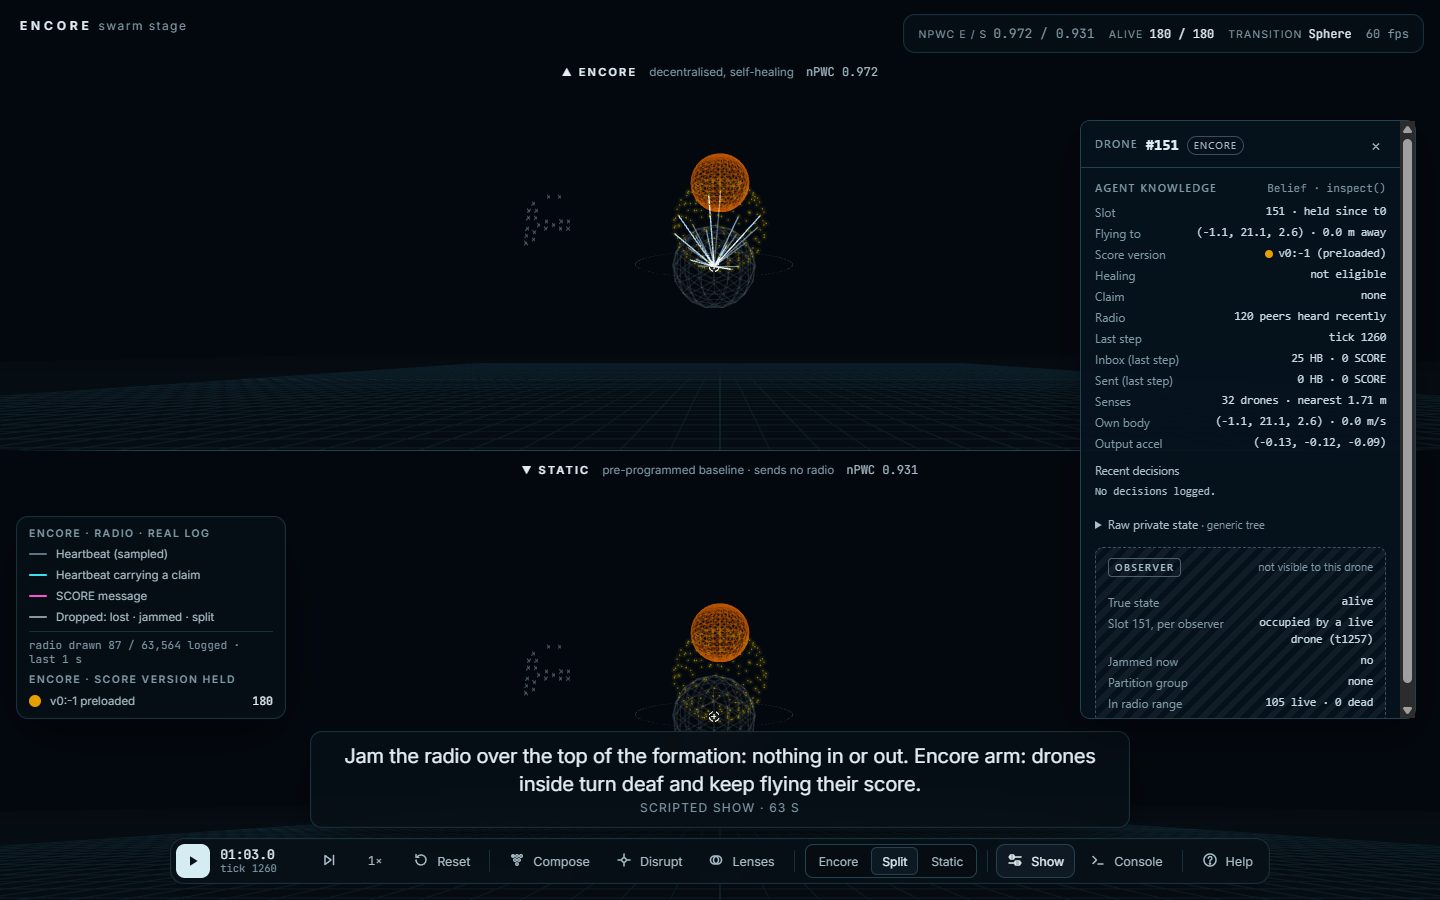 ENCORE swarm stage
NPWC E / S 0.972 / 0.931 ALIVE 180 / 180 TRANSITION Sphere 60 fps
▲ ENCORE decentralised, self-healing nPWC 0.972
DRONE #151 ENCORE ×
AGENT KNOWLEDGE Belief · inspect()
Slot 151 · held since t0
Flying to (-1.1, 21.1, 2.6) · 0.0 m away
Score version v0:-1 (preloaded)
Healing not eligible
Claim none
Radio 120 peers heard recently
Last step tick 1260
Inbox (last step) 25 HB · 0 SCORE
Sent (last step) 0 HB · 0 SCORE
Senses 32 drones · nearest 1.71 m
Own body (-1.1, 21.1, 2.6) · 0.0 m/s
Output accel (-0.13, -0.12, -0.09)
Recent decisions
No decisions logged.
▶ Raw private state · generic tree
OBSERVER not visible to this drone
True state alive
Slot 151, per observer occupied by a live
drone (t1257)
Jammed now no
Partition group none
In radio range 105 live · 0 dead
▼ STATIC pre-programmed baseline · sends no radio nPWC 0.931
ENCORE · RADIO · REAL LOG
Heartbeat (sampled)
Heartbeat carrying a claim
SCORE message
Dropped: lost · jammed · split
radio drawn 87 / 63,564 logged ·
last 1 s
ENCORE · SCORE VERSION HELD
v0:-1 preloaded 180
Jam the radio over the top of the formation: nothing in or out. Encore arm: drones
inside turn deaf and keep flying their score.
SCRIPTED SHOW · 63 S
01:03.0
tick 1260
1× Reset Compose Disrupt Lenses Encore Split Static Show Console Help